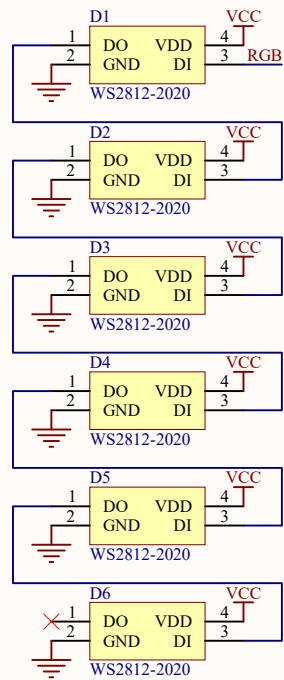 D1 VCC
1 DO VDD 4
2 GND DI 3 RGB
WS2812-2020
D2 VCC
1 DO VDD 4
2 GND DI 3
WS2812-2020
D3 VCC
1 DO VDD 4
2 GND DI 3
WS2812-2020
D4 VCC
1 DO VDD 4
2 GND DI 3
WS2812-2020
D5 VCC
1 DO VDD 4
2 GND DI 3
WS2812-2020
D6 VCC
1 DO VDD 4
2 GND DI 3
WS2812-2020